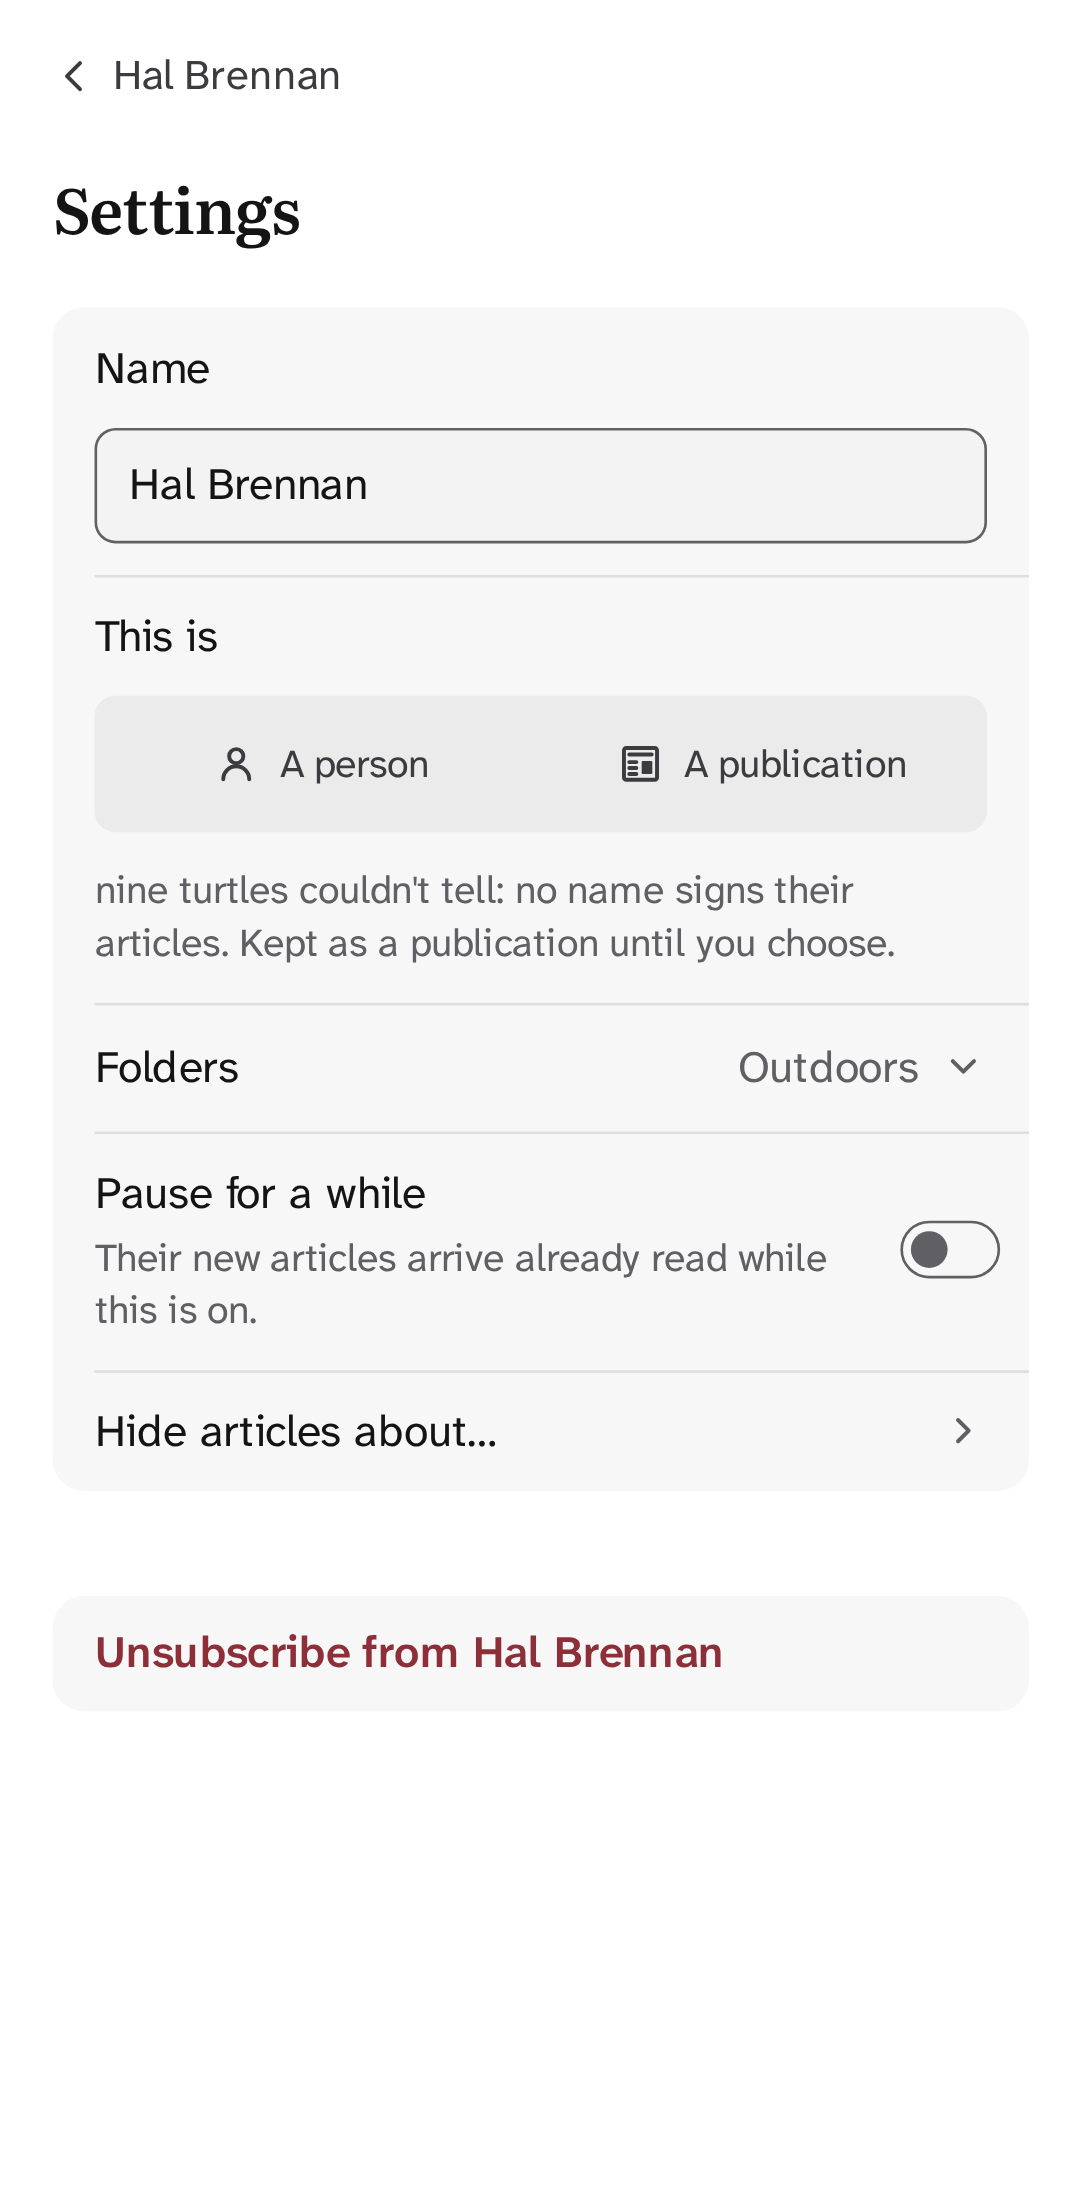 Hal Brennan
Settings
Name
Hal Brennan
This is
A person
A publication
nine turtles couldn't tell: no name signs their
articles. Kept as a publication until you choose.
Folders
Outdoors
Pause for a while
Their new articles arrive already read while
this is on.
Hide articles about...
Unsubscribe from Hal Brennan